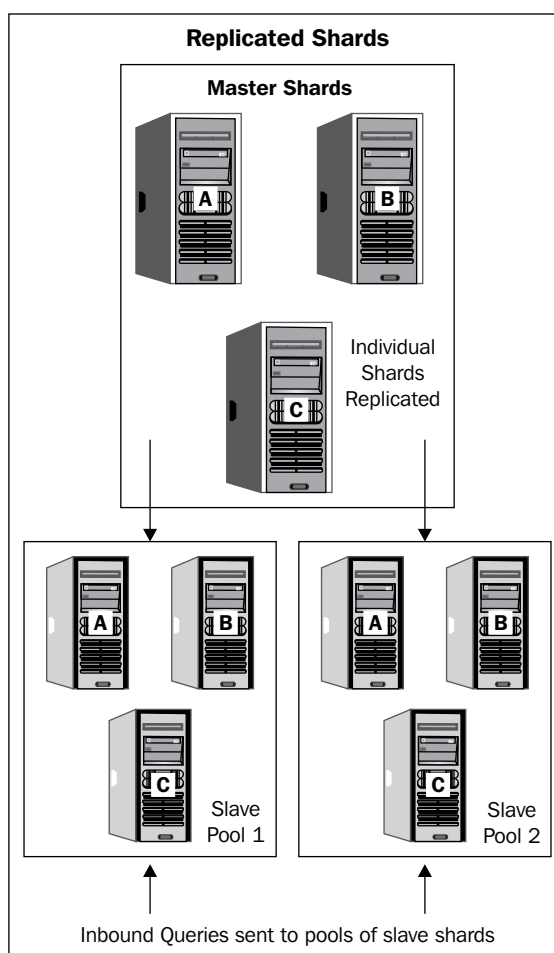 Replicated Shards
Master Shards
A
B
C
Individual
Shards
Replicated
A
B
C
Slave
Pool 1
A
B
C
Slave
Pool 2
Inbound Queries sent to pools of slave shards